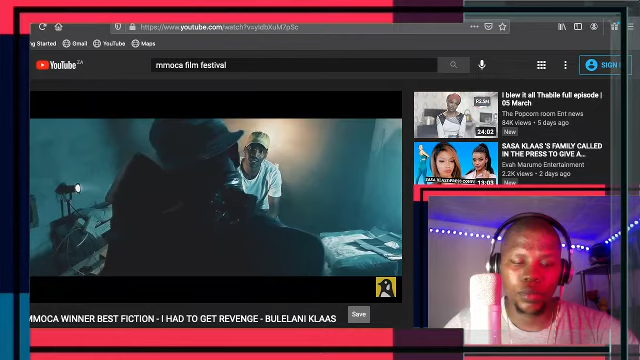 https://www.youtube.com/watch?v=yIdbXuM7pSc
ng Started Gmail YouTube Maps
YouTube ZA
mmoca film festival
SIGN I
I blew it all Thabile full episode |
05 March
The Popcorn room Ent news
84K views • 5 days ago
New
24:02
SASA KLAAS 'S FAMILY CALLED
IN THE PRESS TO GIVE A...
Evah Marumo Entertainment
2.2K views • 2 days ago
New
13:03
MMOCA WINNER BEST FICTION - I HAD TO GET REVENGE - BULELANI KLAAS
Save